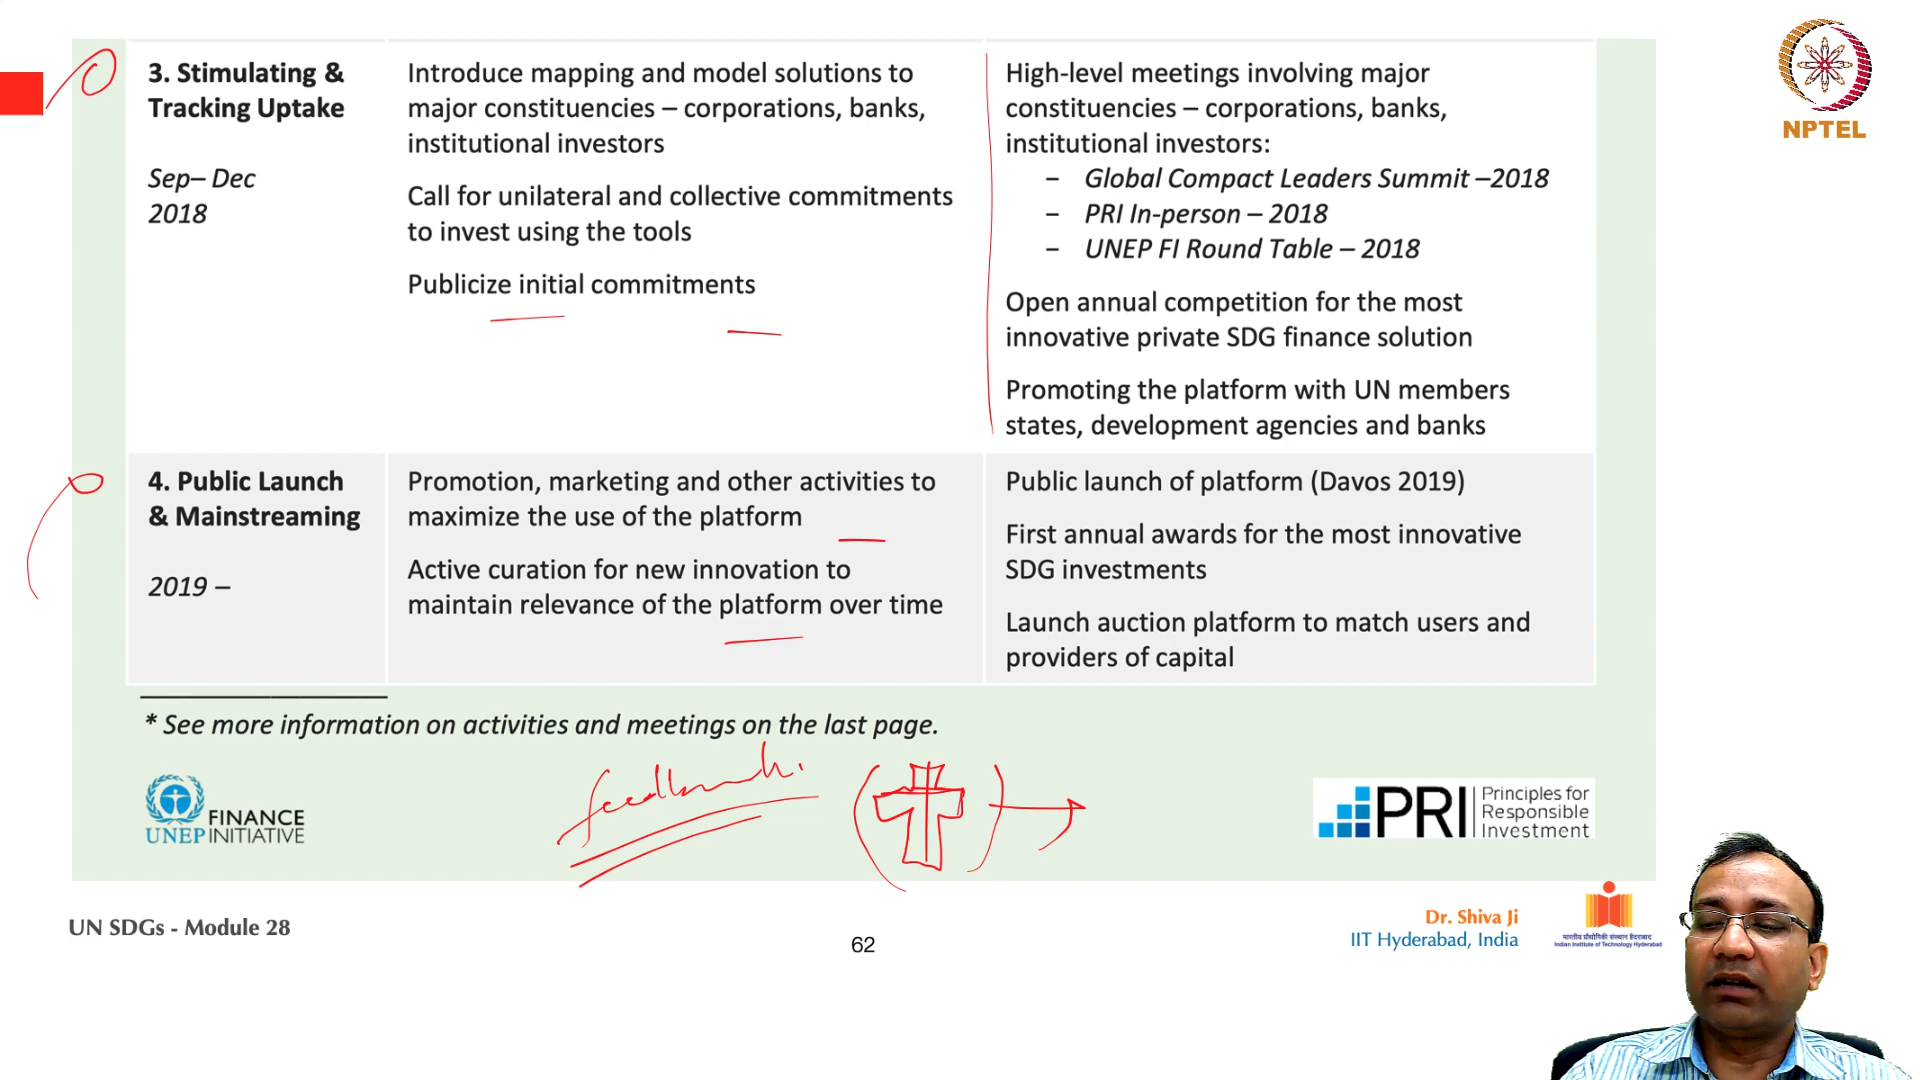 3. Stimulating &
Tracking Uptake
Sep– Dec
2018
Introduce mapping and model solutions to
major constituencies – corporations, banks,
institutional investors
Call for unilateral and collective commitments
to invest using the tools
Publicize initial commitments
High-level meetings involving major
constituencies – corporations, banks,
institutional investors:
– Global Compact Leaders Summit –2018
– PRI In-person – 2018
– UNEP FI Round Table – 2018
Open annual competition for the most
innovative private SDG finance solution
Promoting the platform with UN members
states, development agencies and banks
4. Public Launch
& Mainstreaming
2019 –
Promotion, marketing and other activities to
maximize the use of the platform
Active curation for new innovation to
maintain relevance of the platform over time
Public launch of platform (Davos 2019)
First annual awards for the most innovative
SDG investments
Launch auction platform to match users and
providers of capital
* See more information on activities and meetings on the last page.
FINANCE
UNEP INITIATIVE
PRI Principles for
Responsible
Investment
NPTEL
UN SDGs - Module 28
62
Dr. Shiva Ji
IIT Hyderabad, India
भारतीय प्रौद्योगिकी संस्थान हैदराबाद
Indian Institute of Technology Hyderabad